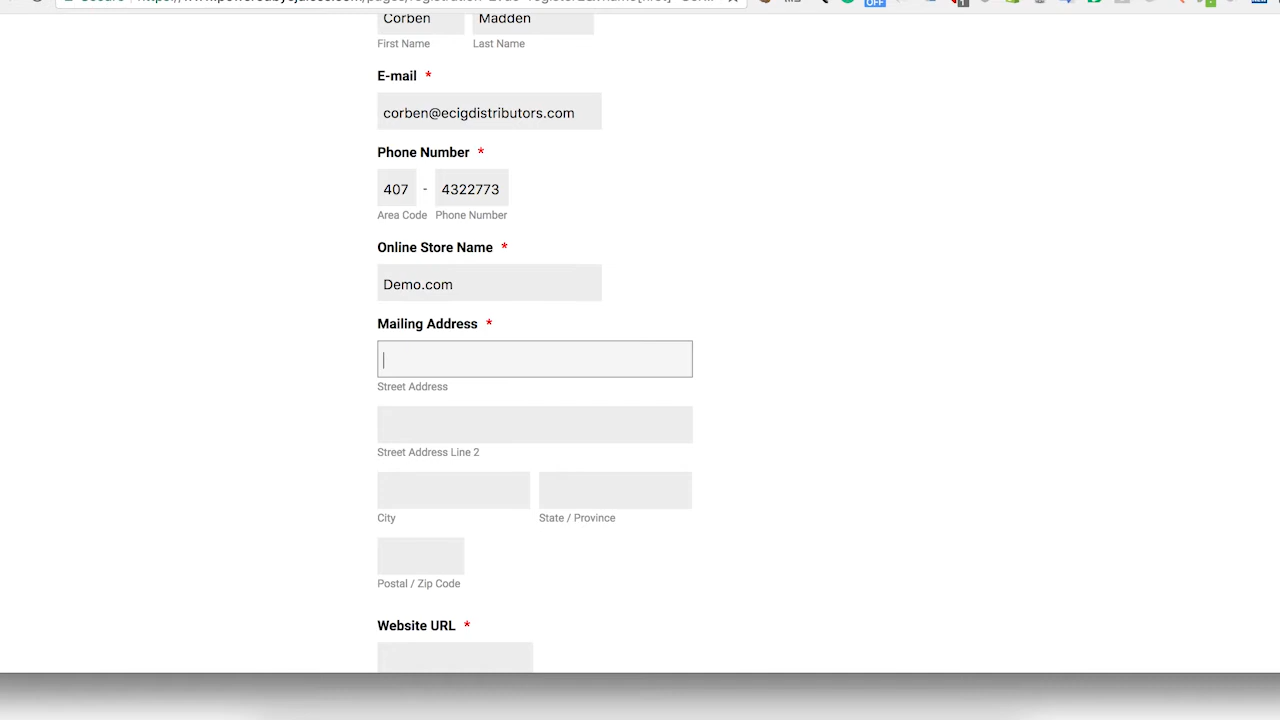 Corben Madden
First Name Last Name
E-mail *
corben@ecigdistributors.com
Phone Number *
407 - 4322773
Area Code Phone Number
Online Store Name *
Demo.com
Mailing Address *
Street Address
Street Address Line 2
City State / Province
Postal / Zip Code
Website URL *